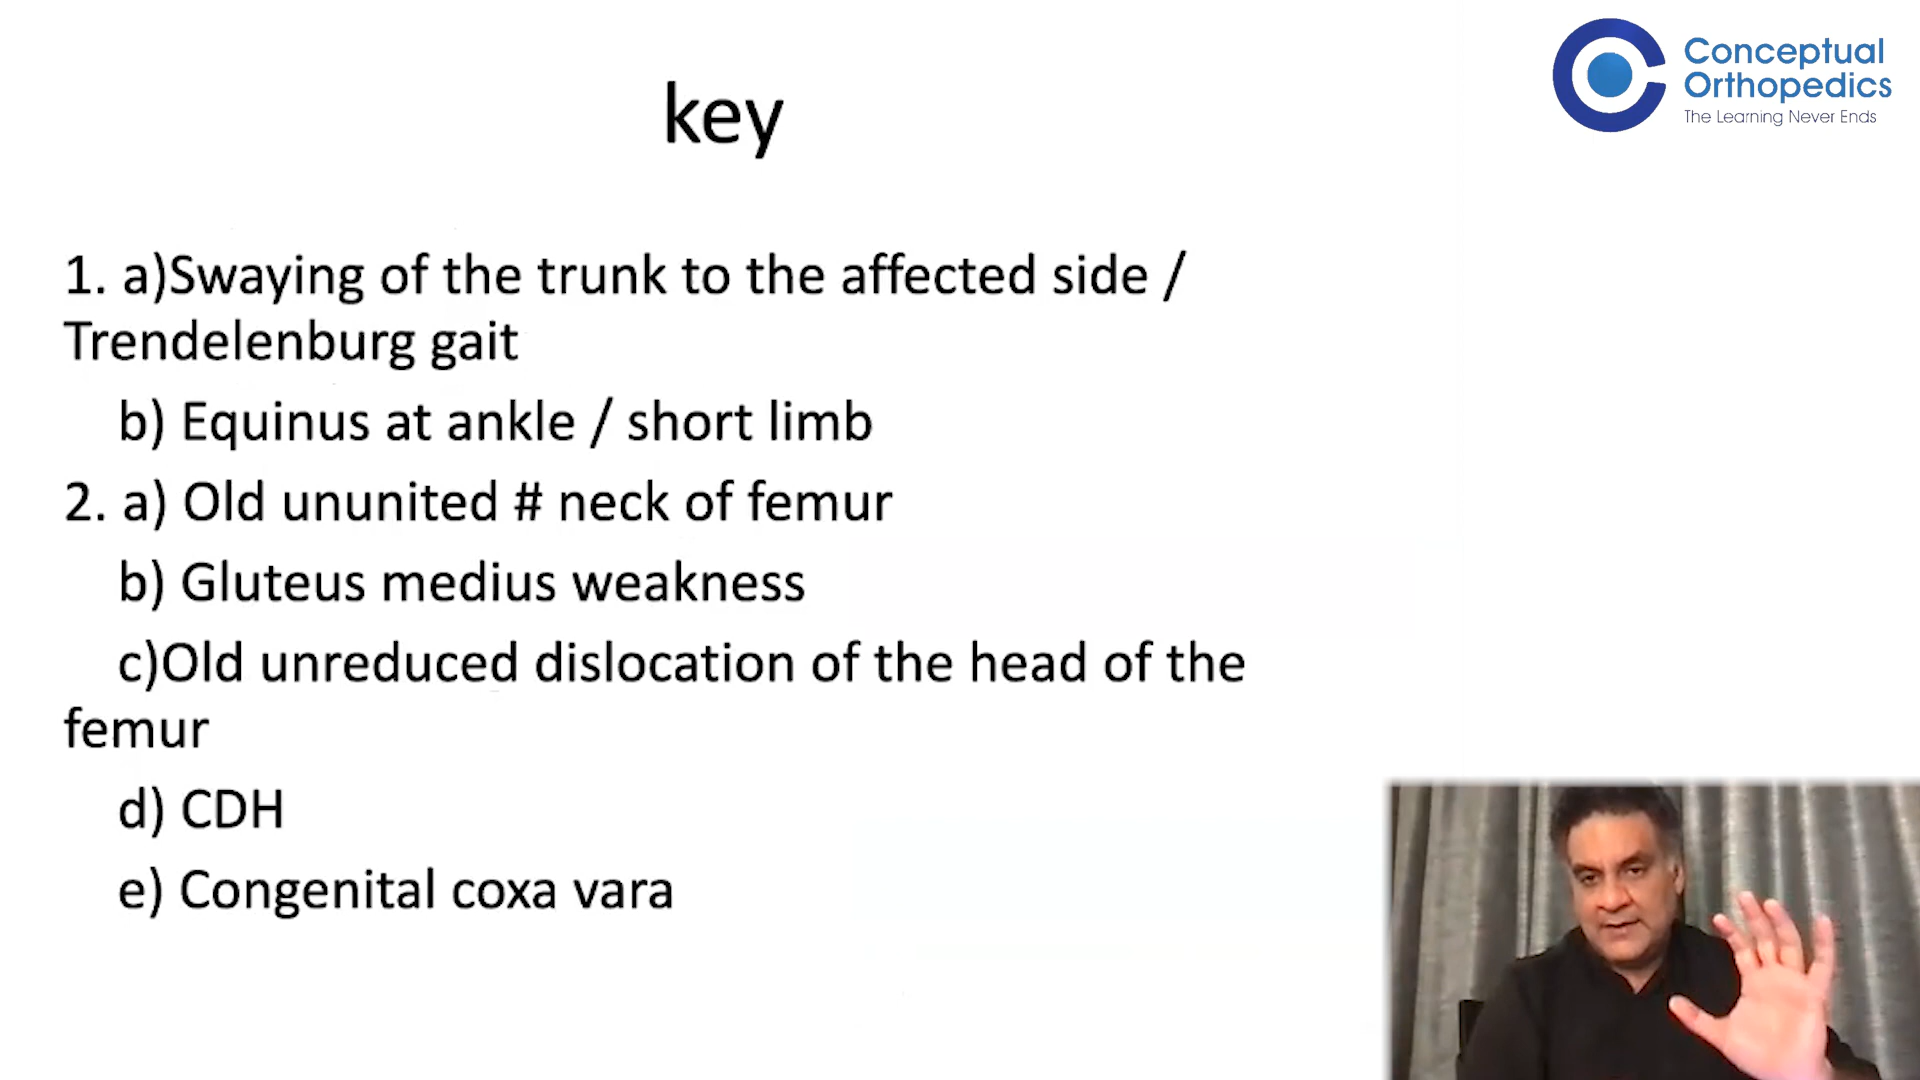 Conceptual
Orthopedics
The Learning Never Ends
key
1. a)Swaying of the trunk to the affected side /
Trendelenburg gait
b) Equinus at ankle / short limb
2. a) Old ununited # neck of femur
b) Gluteus medius weakness
c)Old unreduced dislocation of the head of the
femur
d) CDH
e) Congenital coxa vara